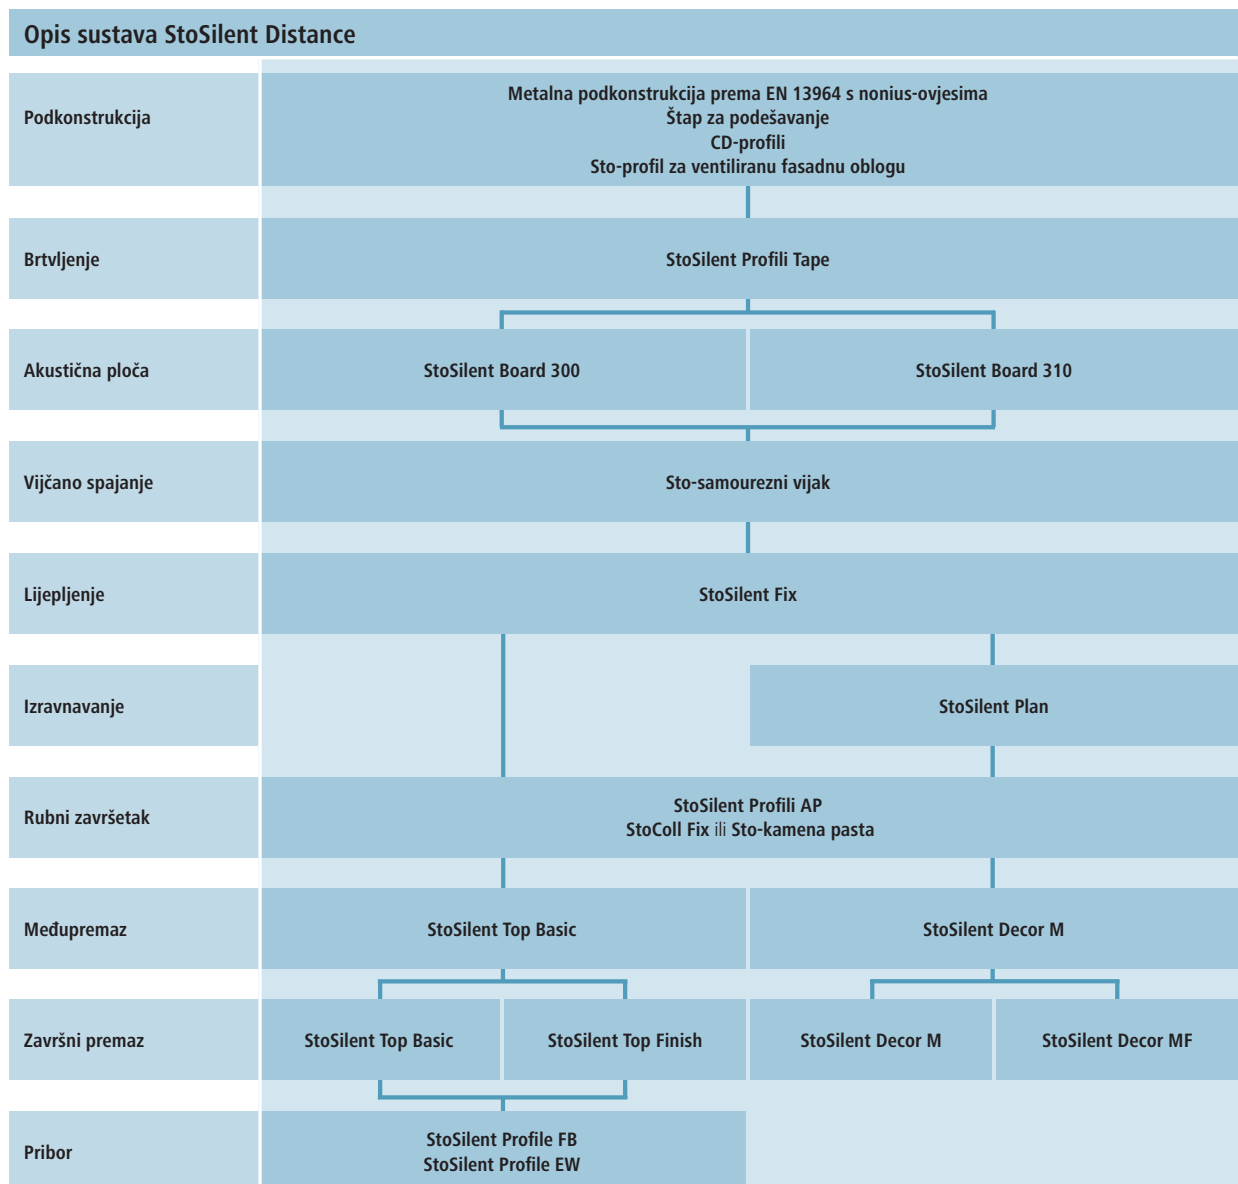 Opis sustava StoSilent Distance
Podkonstrukcija
Metalna podkonstrukcija prema EN 13964 s nonius-ovjesima
Štap za podešavanje
CD-profili
Sto-profil za ventiliranu fasadnu oblogu
Brtvljenje
StoSilent Profili Tape
Akustična ploča
StoSilent Board 300
StoSilent Board 310
Vijčano spajanje
Sto-samourezni vijak
Lijepljenje
StoSilent Fix
Izravnavanje
StoSilent Plan
Rubni završetak
StoSilent Profili AP
StoColl Fix ili Sto-kamena pasta
Međupremaz
StoSilent Top Basic
StoSilent Decor M
Završni premaz
StoSilent Top Basic
StoSilent Top Finish
StoSilent Decor M
StoSilent Decor MF
Pribor
StoSilent Profile FB
StoSilent Profile EW